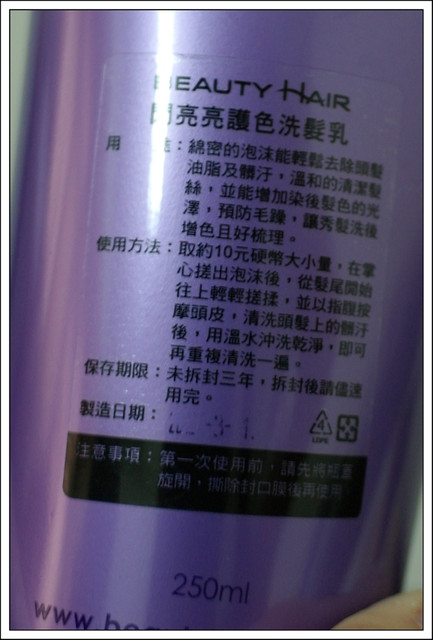 BEAUTY HAIR
閃亮亮護色洗髮乳
用 途：綿密的泡沫能輕鬆去除頭髮
油脂及髒汙，溫和的清潔髮
絲，並能增加染後髮色的光
澤，預防毛躁，讓秀髮洗後
增色且好梳理。
使用方法：取約10元硬幣大小量，在掌
心搓出泡沫後，從髮尾開始
往上輕輕搓揉，並以指腹按
摩頭皮，清洗頭髮上的髒汙
後，用溫水沖洗乾淨，即可
再重複清洗一遍。
保存期限：未拆封三年，拆封後請儘速
用完。
製造日期：
4
LDPE
注意事項：第一次使用前，請先將瓶蓋
旋開，撕除封口膜後再使用。
250ml
www.